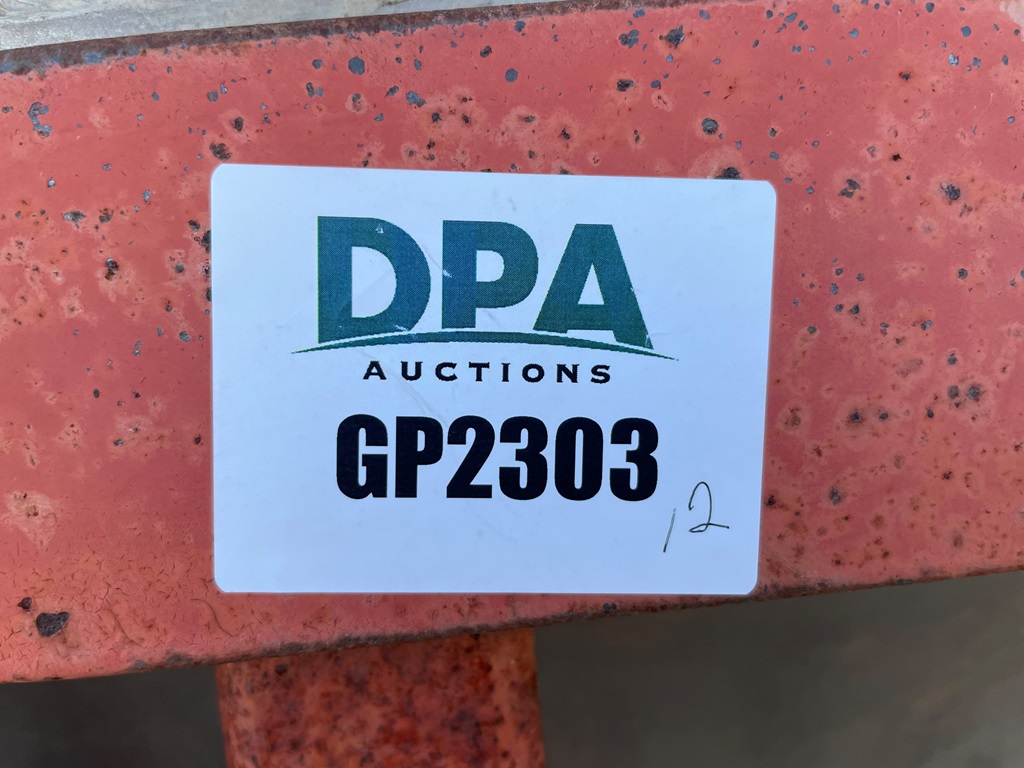 DPA
AUCTIONS
GP2303
12